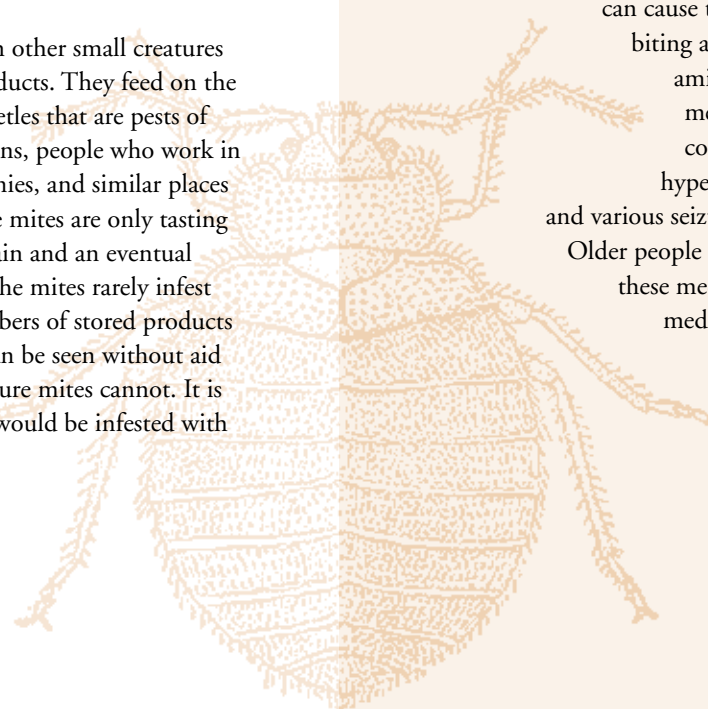 other small creatures
ducts. They feed on the
etles that are pests of
ns, people who work in
nies, and similar places
mites are only tasting
in and an eventual
he mites rarely infest
bers of stored products
n be seen without aid
ure mites cannot. It is
would be infested with
can cause
biting a
ami
me
co
hype
and various seiz
Older people
these me
med